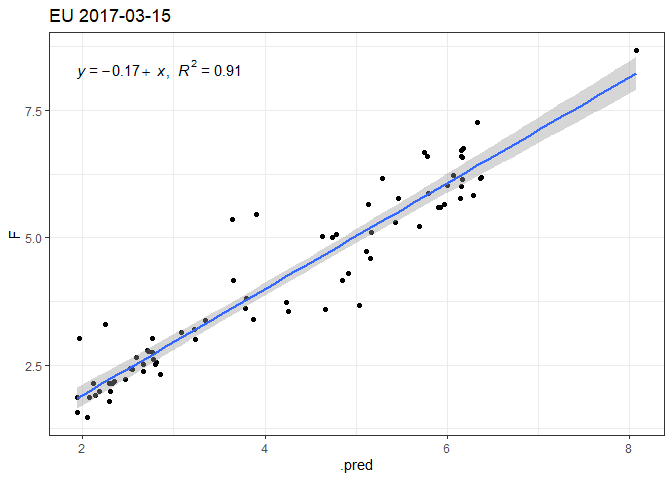 EU 2017-03-15
y = −0.17 + x, R² = 0.91
7.5
5.0
2.5
F
2 4 6 8
.pred